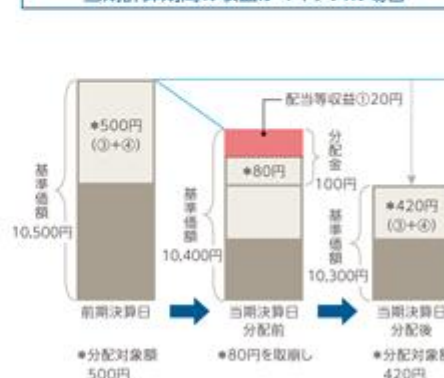 配当等収益①20円
*500円
(③+④)
*80円
分配金
100円
*420円
(③+④)
基準価額
10,500円
基準価額
10,400円
基準価額
10,300円
前期決算日
当期決算日
分配前
当期決算日
分配後
*分配対象額
500円
*80円を取崩し
*分配対象額
420円